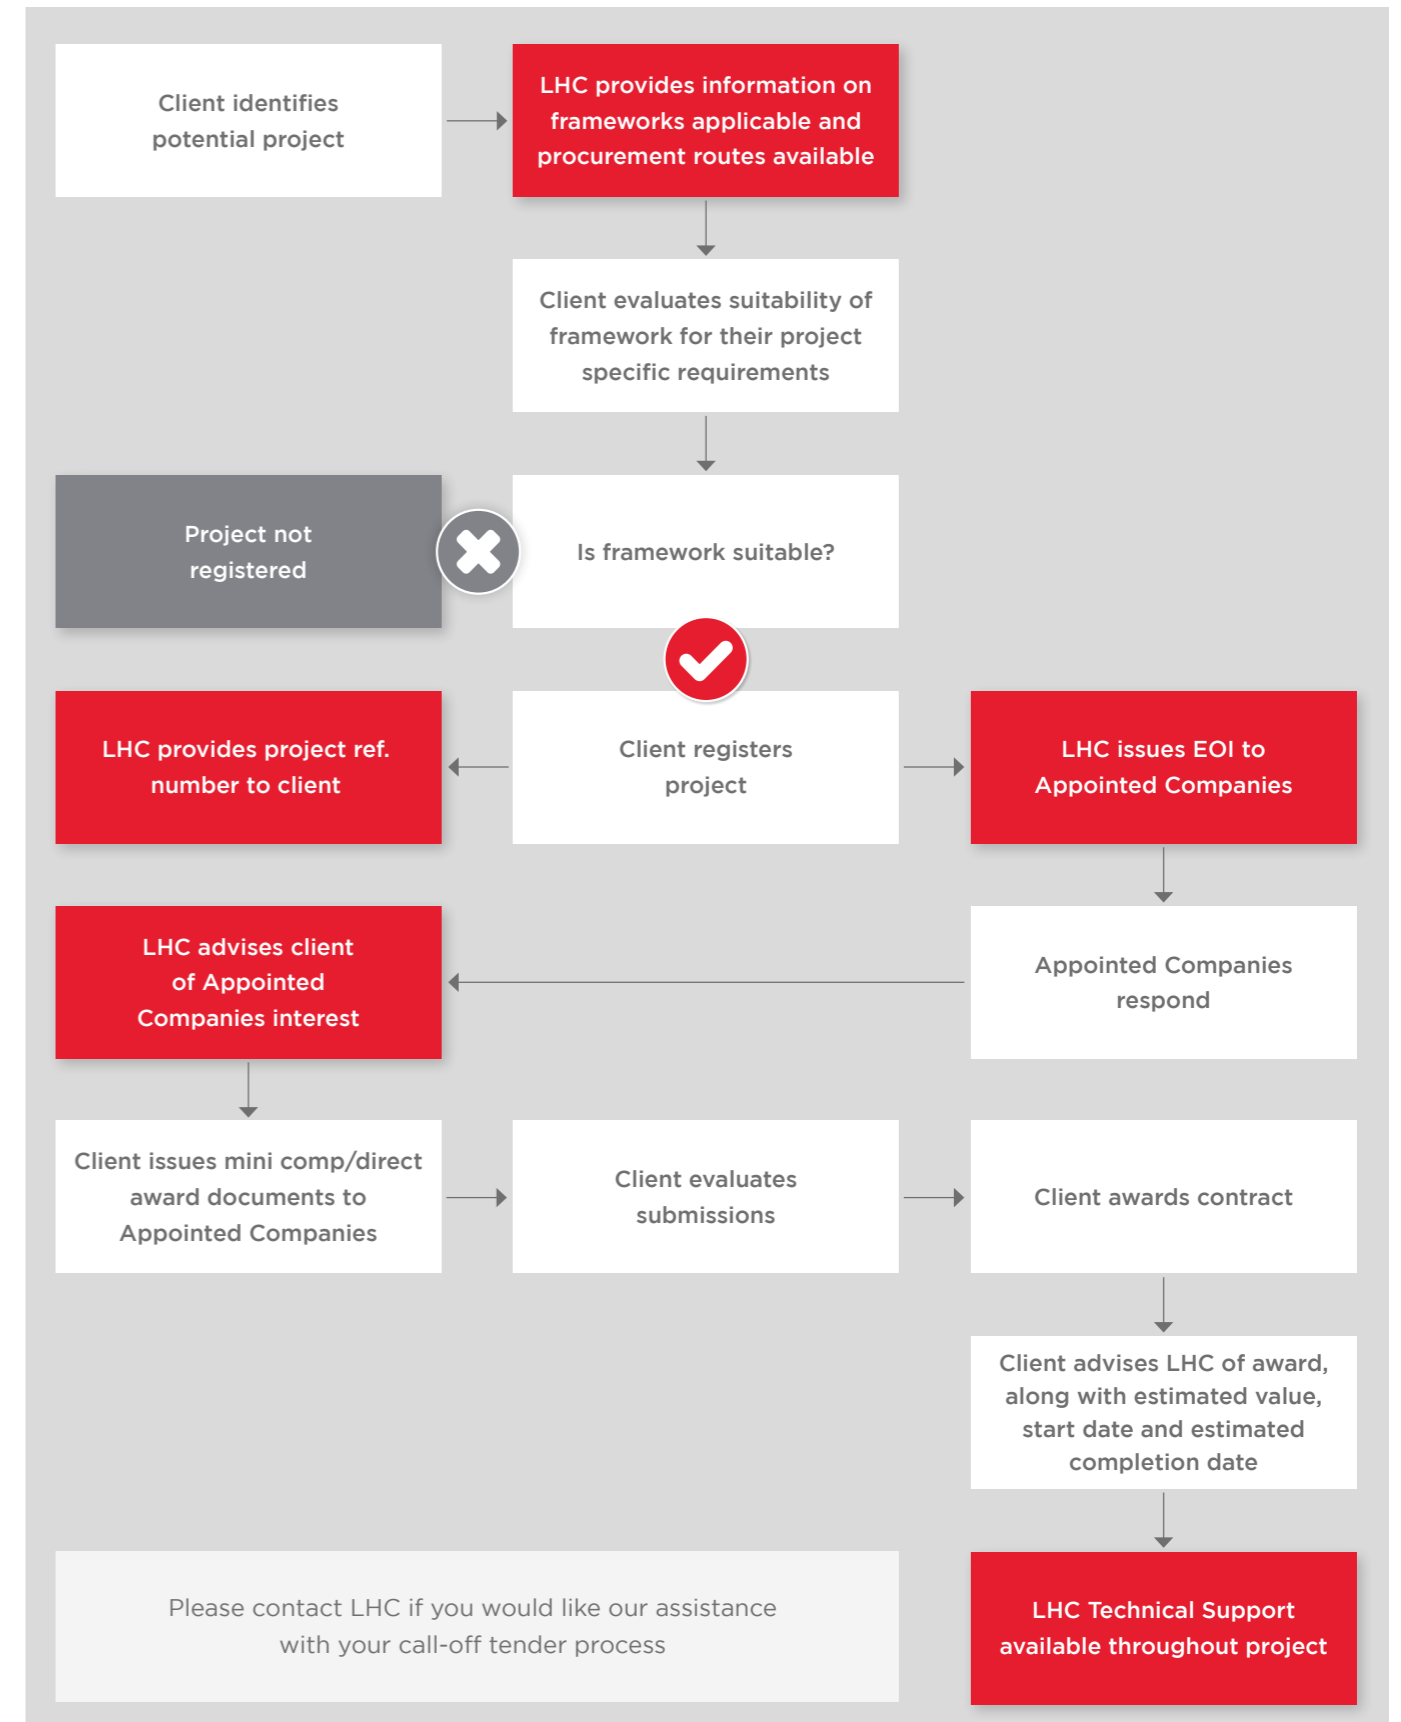 Client identifies
potential project
LHC provides information on
frameworks applicable and
procurement routes available
Client evaluates suitability of
framework for their project
specific requirements
Project not
registered
Is framework suitable?
LHC provides project ref.
number to client
Client registers
project
LHC issues EOI to
Appointed Companies
LHC advises client
of Appointed
Companies interest
Appointed Companies
respond
Client issues mini comp/direct
award documents to
Appointed Companies
Client evaluates
submissions
Client awards contract
Client advises LHC of award,
along with estimated value,
start date and estimated
completion date
Please contact LHC if you would like our assistance
with your call-off tender process
LHC Technical Support
available throughout project